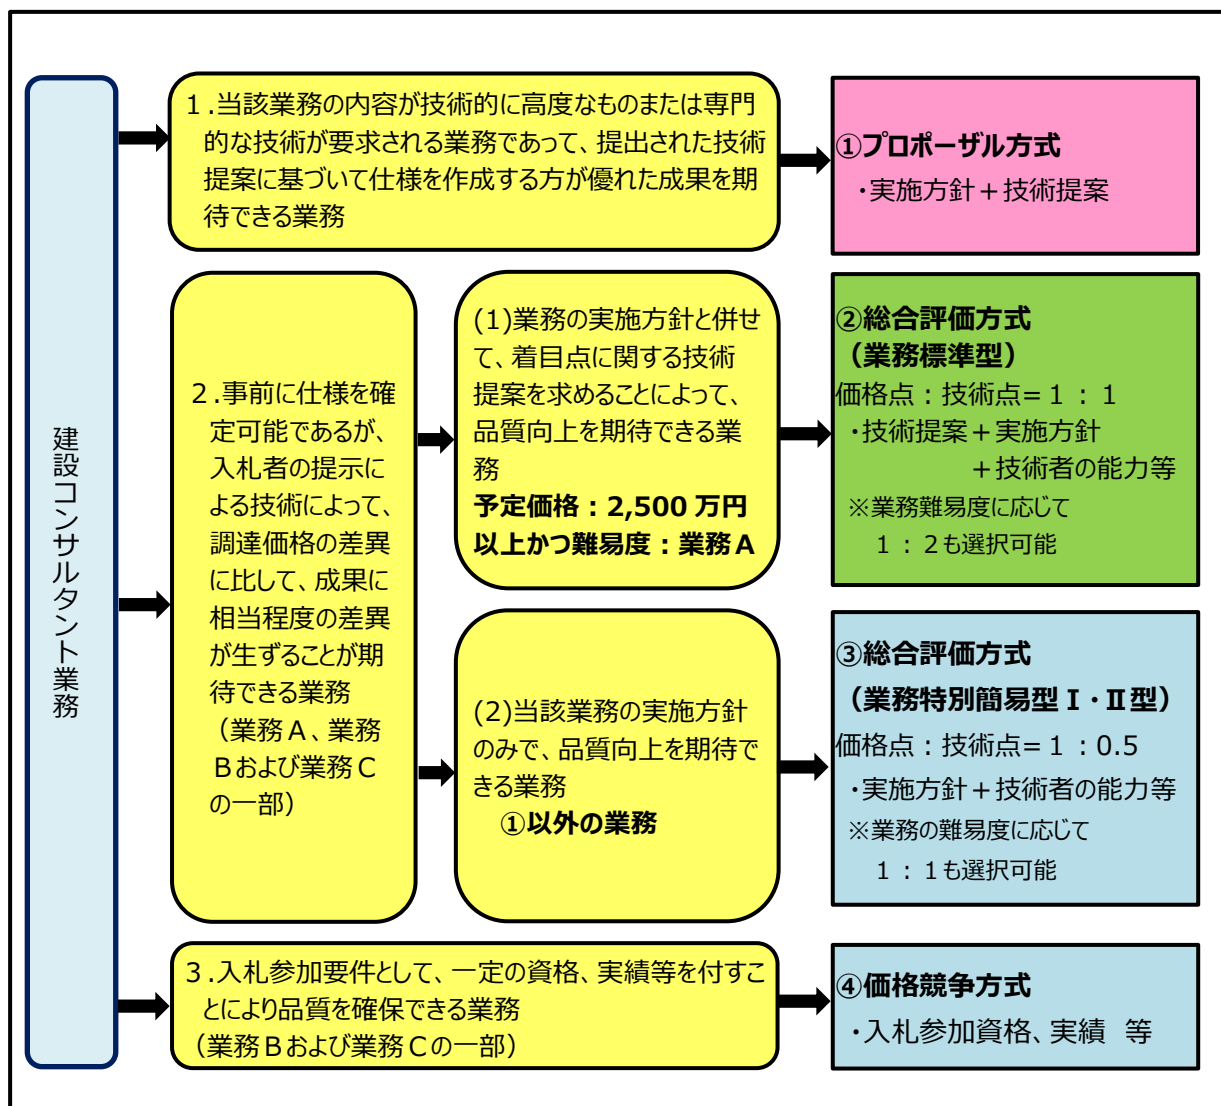 建設コンサルタント業務
１.当該業務の内容が技術的に高度なものまたは専門
的な技術が要求される業務であって、提出された技術
提案に基づいて仕様を作成する方が優れた成果を期
待できる業務
①プロポーザル方式
・実施方針＋技術提案
２.事前に仕様を確
定可能であるが、
入札者の提示に
よる技術によって、
調達価格の差異
に比して、成果に
相当程度の差異
が生ずることが期
待できる業務
（業務Ａ、業務
Ｂおよび業務Ｃ
の一部）
(1)業務の実施方針と併せ
て、着目点に関する技術
提案を求めることによって、
品質向上を期待できる業
務
予定価格：2,500 万円
以上かつ難易度：業務Ａ
②総合評価方式
（業務標準型）
価格点：技術点=１：１
・技術提案＋実施方針
＋技術者の能力等
※業務難易度に応じて
１：２も選択可能
(2)当該業務の実施方針
のみで、品質向上を期待で
きる業務
①以外の業務
③総合評価方式
（業務特別簡易型Ⅰ・Ⅱ型）
価格点：技術点=１：0.5
・実施方針＋技術者の能力等
※業務の難易度に応じて
１：１も選択可能
３.入札参加要件として、一定の資格、実績等を付すこ
とにより品質を確保できる業務
（業務Ｂおよび業務Ｃの一部）
④価格競争方式
・入札参加資格、実績　等